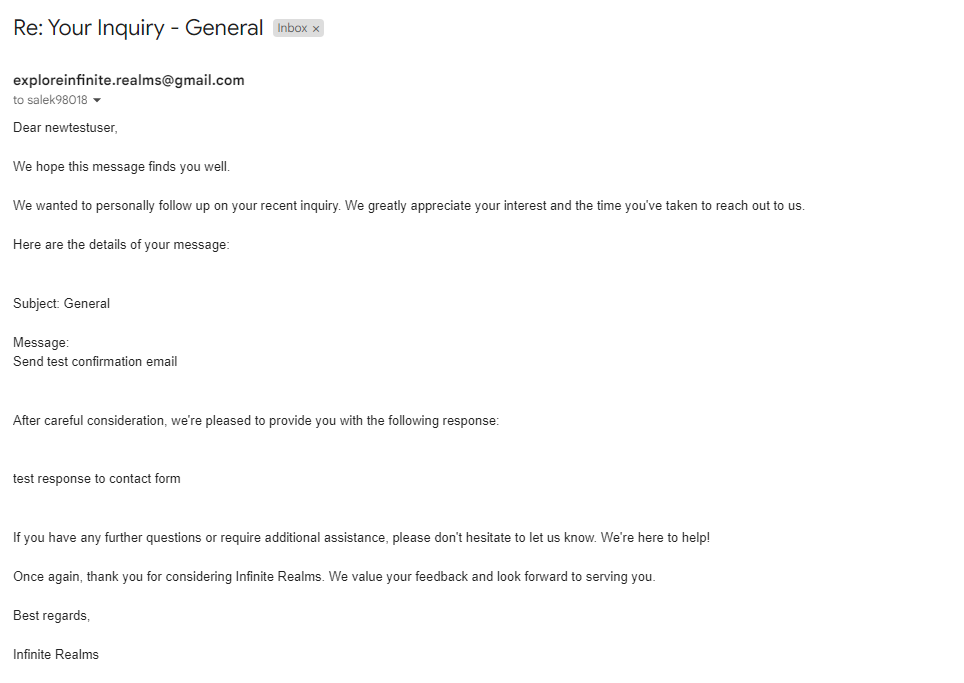 Re: Your Inquiry - General Inbox x
exploreinfinite.realms@gmail.com
to salek98018
Dear newtestuser,
We hope this message finds you well.
We wanted to personally follow up on your recent inquiry. We greatly appreciate your interest and the time you've taken to reach out to us.
Here are the details of your message:
Subject: General
Message:
Send test confirmation email
After careful consideration, we're pleased to provide you with the following response:
test response to contact form
If you have any further questions or require additional assistance, please don't hesitate to let us know. We're here to help!
Once again, thank you for considering Infinite Realms. We value your feedback and look forward to serving you.
Best regards,
Infinite Realms